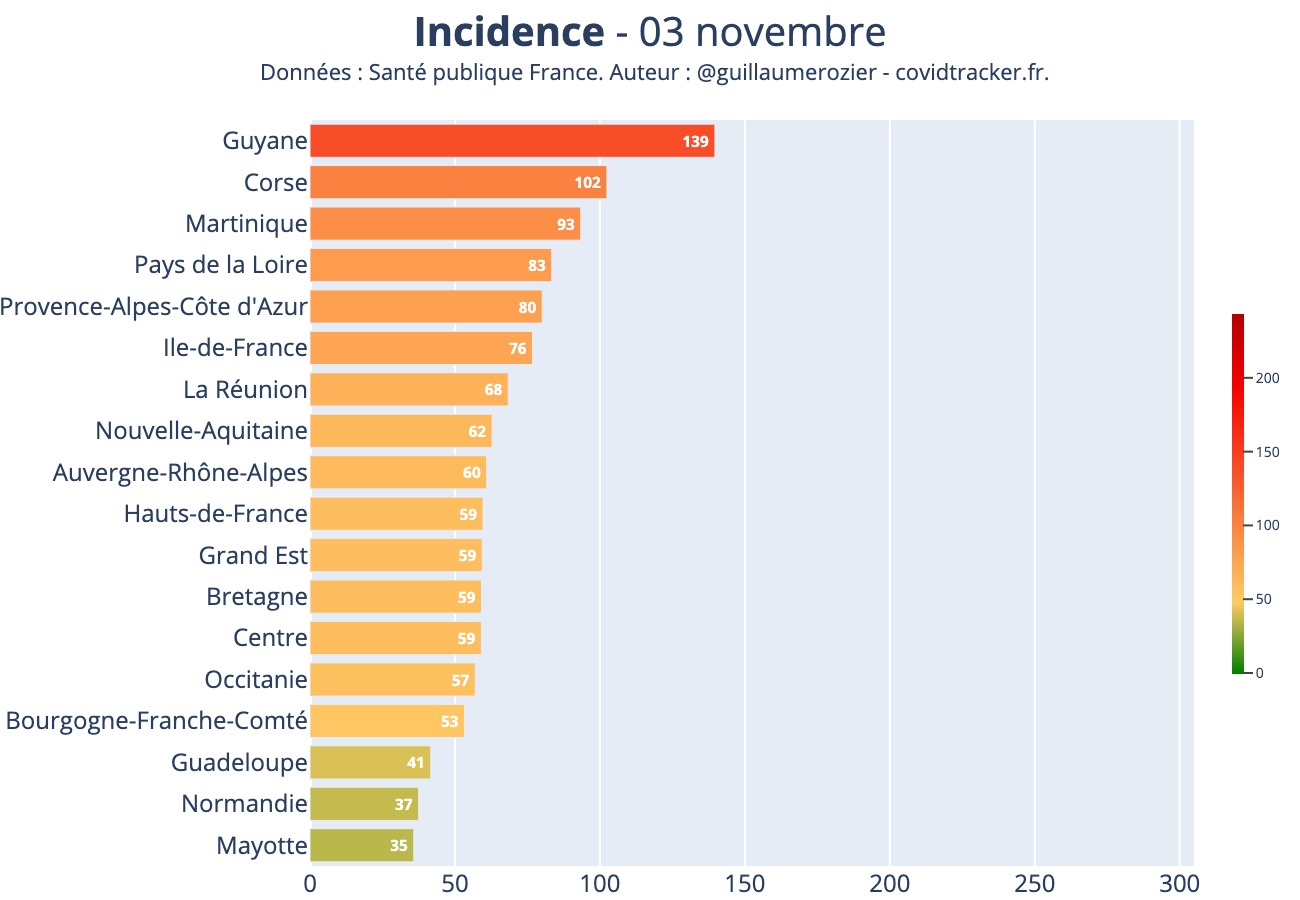 Incidence - 03 novembre
Données : Santé publique France. Auteur : @guillaumerozier - covidtracker.fr.
Guyane 139
Corse 102
Martinique 93
Pays de la Loire 83
Provence-Alpes-Côte d'Azur 80
Ile-de-France 76
La Réunion 68
Nouvelle-Aquitaine 62
Auvergne-Rhône-Alpes 60
Hauts-de-France 59
Grand Est 59
Bretagne 59
Centre 59
Occitanie 57
Bourgogne-Franche-Comté 53
Guadeloupe 41
Normandie 37
Mayotte 35
0 50 100 150 200 250 300
200
150
100
50
0